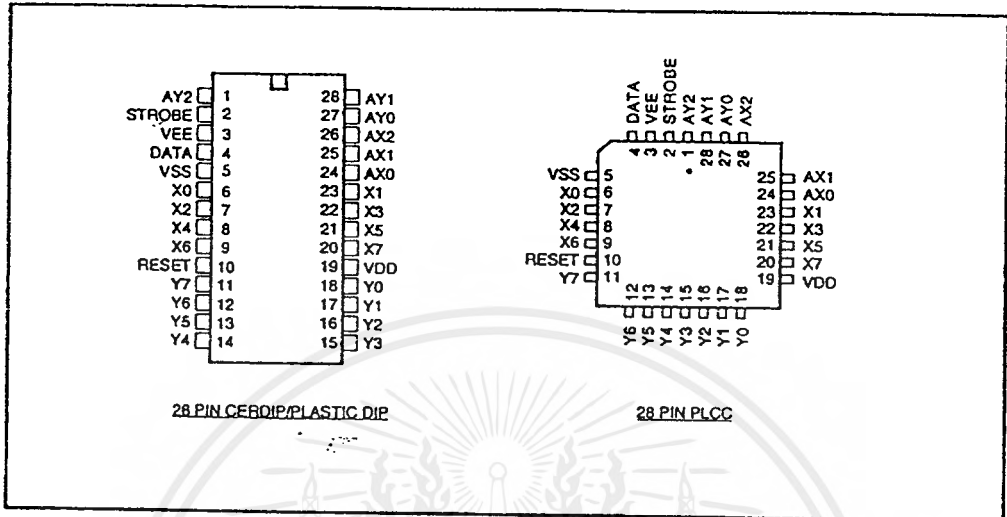 AY2 1 28 AY1
STROBE 2 27 AY0
VEE 3 26 AX2
DATA 4 25 AX1
VSS 5 24 AX0
X0 6 23 X1
X2 7 22 X3
X4 8 21 X5
X6 9 20 X7
RESET 10 19 VDD
Y7 11 18 Y0
Y6 12 17 Y1
Y5 13 16 Y2
Y4 14 15 Y3
28 PIN CERDIP/PLASTIC DIP
DATA VEE STROBE AY2 AY1 AY0 AX2
4 3 2 1 28 27 26
VSS 5 25 AX1
X0 6 24 AX0
X2 7 23 X1
X4 8 22 X3
X6 9 21 X5
RESET 10 20 X7
Y7 11 19 VDD
12 13 14 15 16 17 18
Y6 Y5 Y4 Y3 Y2 Y1 Y0
28 PIN PLCC